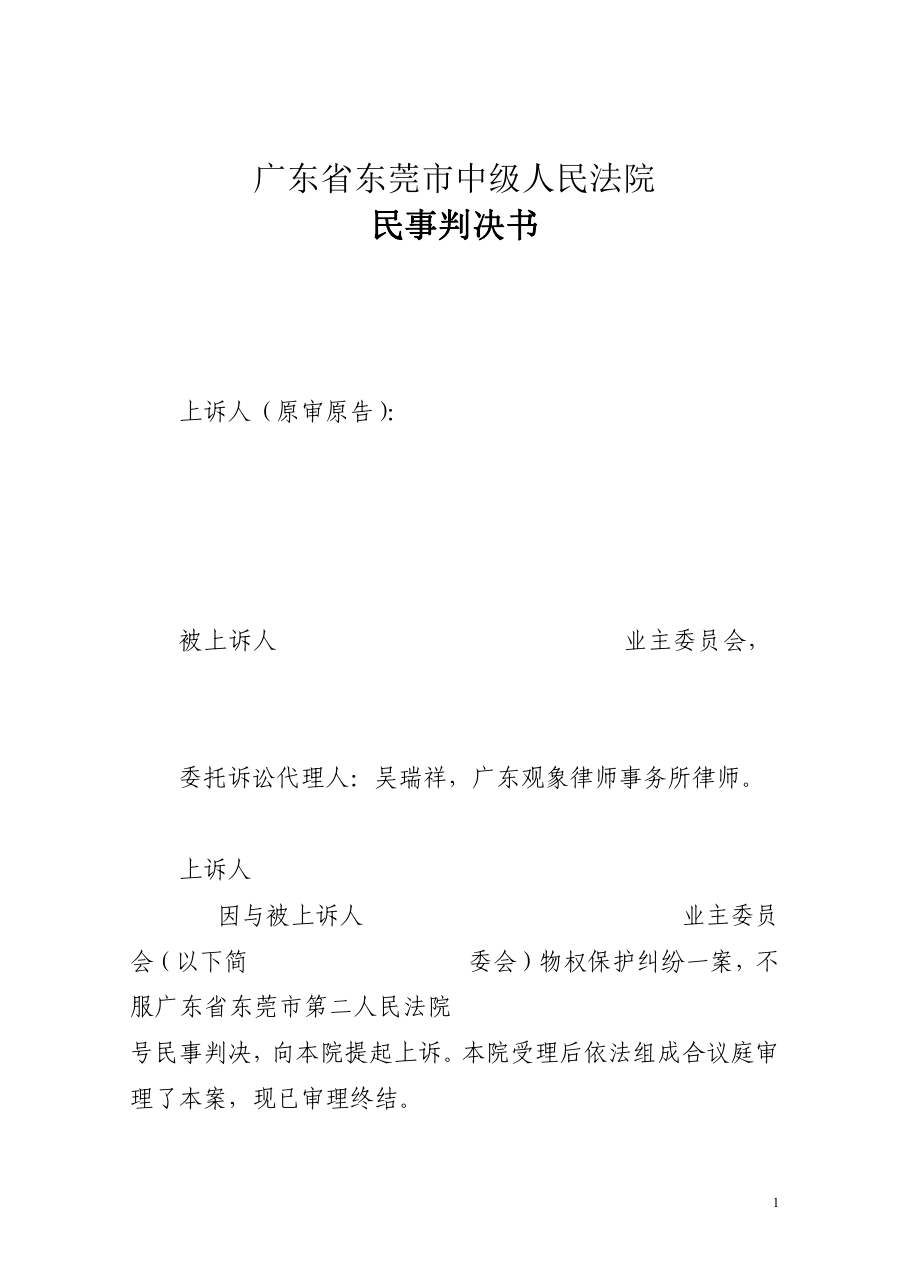 广东省东莞市中级人民法院
民事判决书
上诉人（原审原告）：
被上诉人 业主委员会，
委托诉讼代理人：吴瑞祥，广东观象律师事务所律师。
上诉人
因与被上诉人 业主委员
会（以下简 委会）物权保护纠纷一案，不
服广东省东莞市第二人民法院
号民事判决，向本院提起上诉。本院受理后依法组成合议庭审
理了本案，现已审理终结。
1